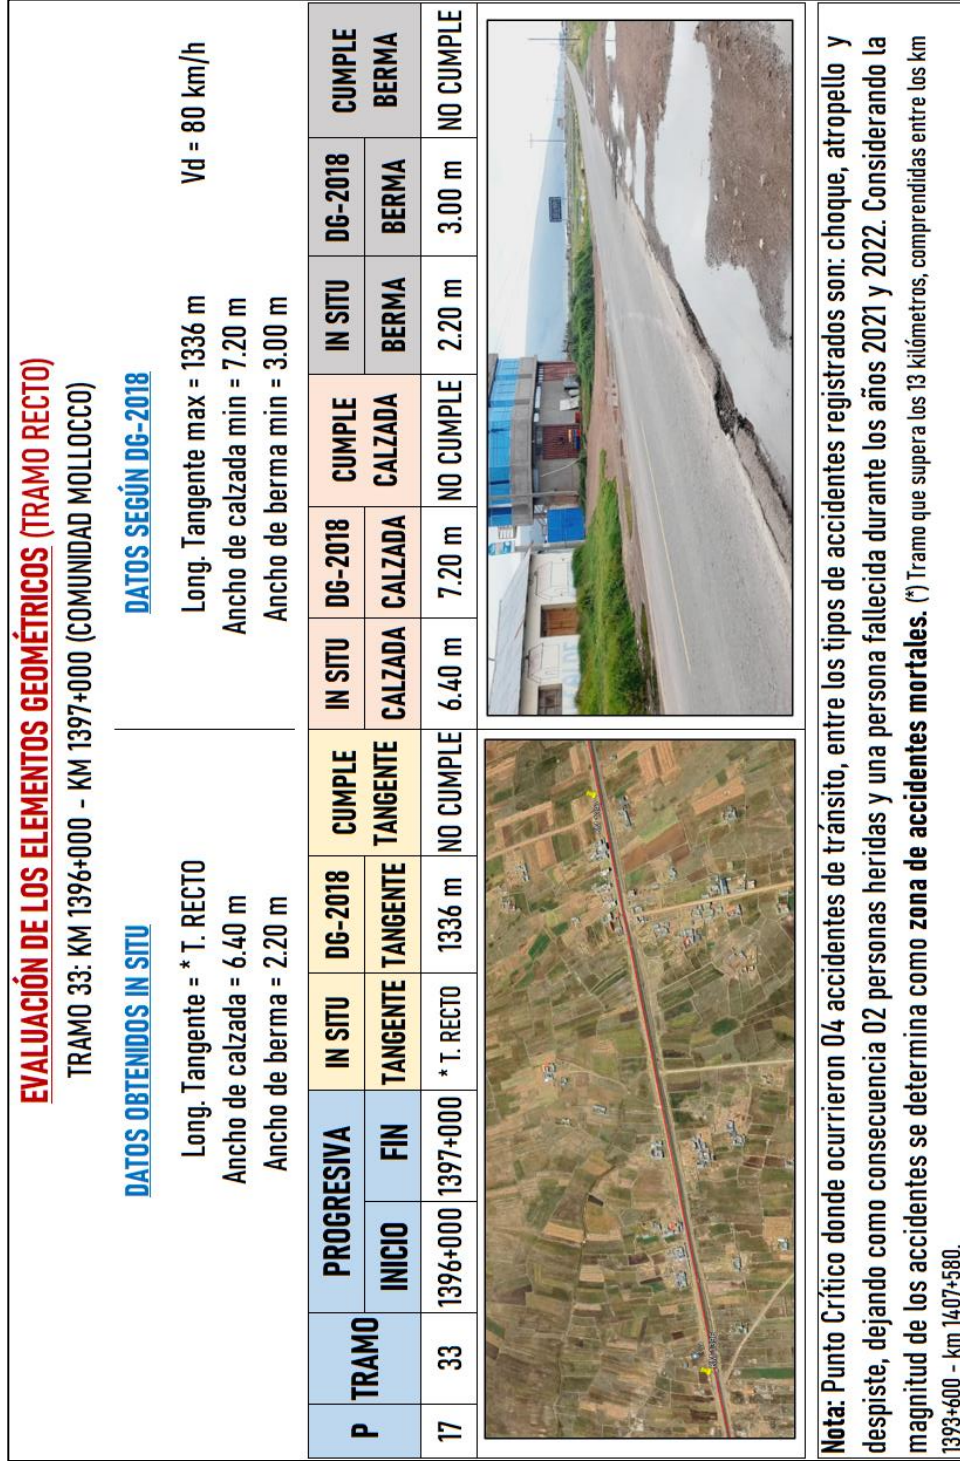 EVALUACIÓN DE LOS ELEMENTOS GEOMÉTRICOS (TRAMO RECTO)
TRAMO 33: KM 1396+000 - KM 1397+000 (COMUNIDAD MOLLOCCO)
DATOS OBTENIDOS IN SITU
Long. Tangente = * T. RECTO
Ancho de calzada = 6.40 m
Ancho de berma = 2.20 m
DATOS SEGÚN DG-2018
Long. Tangente max = 1336 m
Ancho de calzada min = 7.20 m
Ancho de berma min = 3.00 m
Vd = 80 km/h
P TRAMO PROGRESIVA IN SITU DG-2018 CUMPLE IN SITU DG-2018 CUMPLE IN SITU DG-2018 CUMPLE
INICIO FIN TANGENTE TANGENTE TANGENTE CALZADA CALZADA CALZADA BERMA BERMA BERMA
17 33 1396+000 1397+000 * T. RECTO 1336 m NO CUMPLE 6.40 m 7.20 m NO CUMPLE 2.20 m 3.00 m NO CUMPLE
Nota: Punto Crítico donde ocurrieron 04 accidentes de tránsito, entre los tipos de accidentes registrados son: choque, atropello y
despiste, dejando como consecuencia 02 personas heridas y una persona fallecida durante los años 2021 y 2022. Considerando la
magnitud de los accidentes se determina como zona de accidentes mortales. (*) Tramo que supera los 13 kilómetros, comprendidas entre los km
1393+600 - km 1407+580.